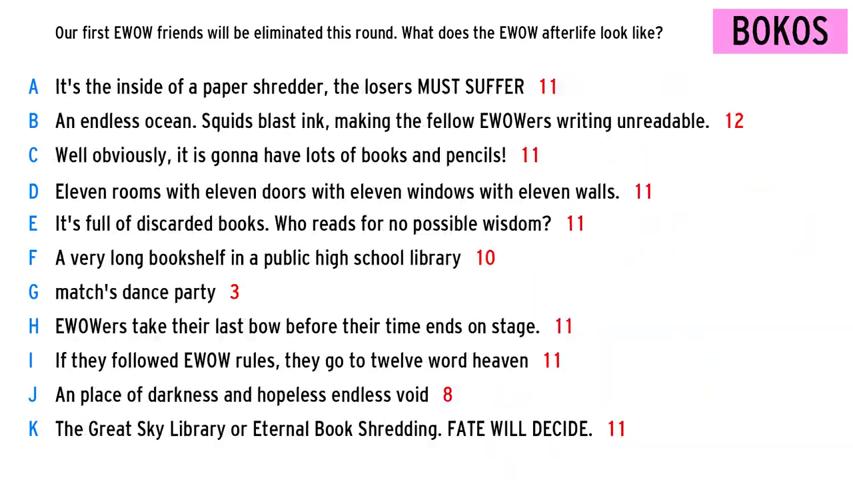 Our first EWOW friends will be eliminated this round. What does the EWOW afterlife look like?
BOKOS
A It's the inside of a paper shredder, the losers MUST SUFFER 11
B An endless ocean. Squids blast ink, making the fellow EWOWers writing unreadable. 12
C Well obviously, it is gonna have lots of books and pencils! 11
D Eleven rooms with eleven doors with eleven windows with eleven walls. 11
E It's full of discarded books. Who reads for no possible wisdom? 11
F A very long bookshelf in a public high school library 10
G match's dance party 3
H EWOWers take their last bow before their time ends on stage. 11
I If they followed EWOW rules, they go to twelve word heaven 11
J An place of darkness and hopeless endless void 8
K The Great Sky Library or Eternal Book Shredding. FATE WILL DECIDE. 11